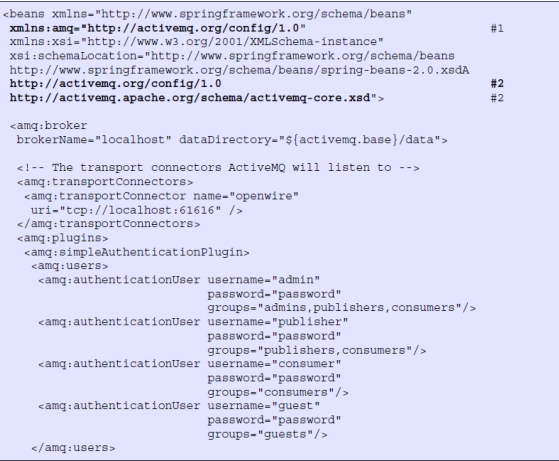 <beans xmlns="http://www.springframework.org/schema/beans"
xmlns:amq="http://activemq.org/config/1.0" #1
xmlns:xsi="http://www.w3.org/2001/XMLSchema-instance"
xsi:schemaLocation="http://www.springframework.org/schema/beans
http://www.springframework.org/schema/beans/spring-beans-2.0.xsdA
http://activemq.org/config/1.0 #2
http://activemq.apache.org/schema/activemq-core.xsd"> #2
<amq:broker
brokerName="localhost" dataDirectory="${activemq.base}/data">
<!-- The transport connectors ActiveMQ will listen to -->
<amq:transportConnectors>
<amq:transportConnector name="openwire"
uri="tcp://localhost:61616" />
</amq:transportConnectors>
<amq:plugins>
<amq:simpleAuthenticationPlugin>
<amq:users>
<amq:authenticationUser username="admin"
password="password"
groups="admins,publishers,consumers"/>
<amq:authenticationUser username="publisher"
password="password"
groups="publishers,consumers"/>
<amq:authenticationUser username="consumer"
password="password"
groups="consumers"/>
<amq:authenticationUser username="guest"
password="password"
groups="guests"/>
</amq:users>